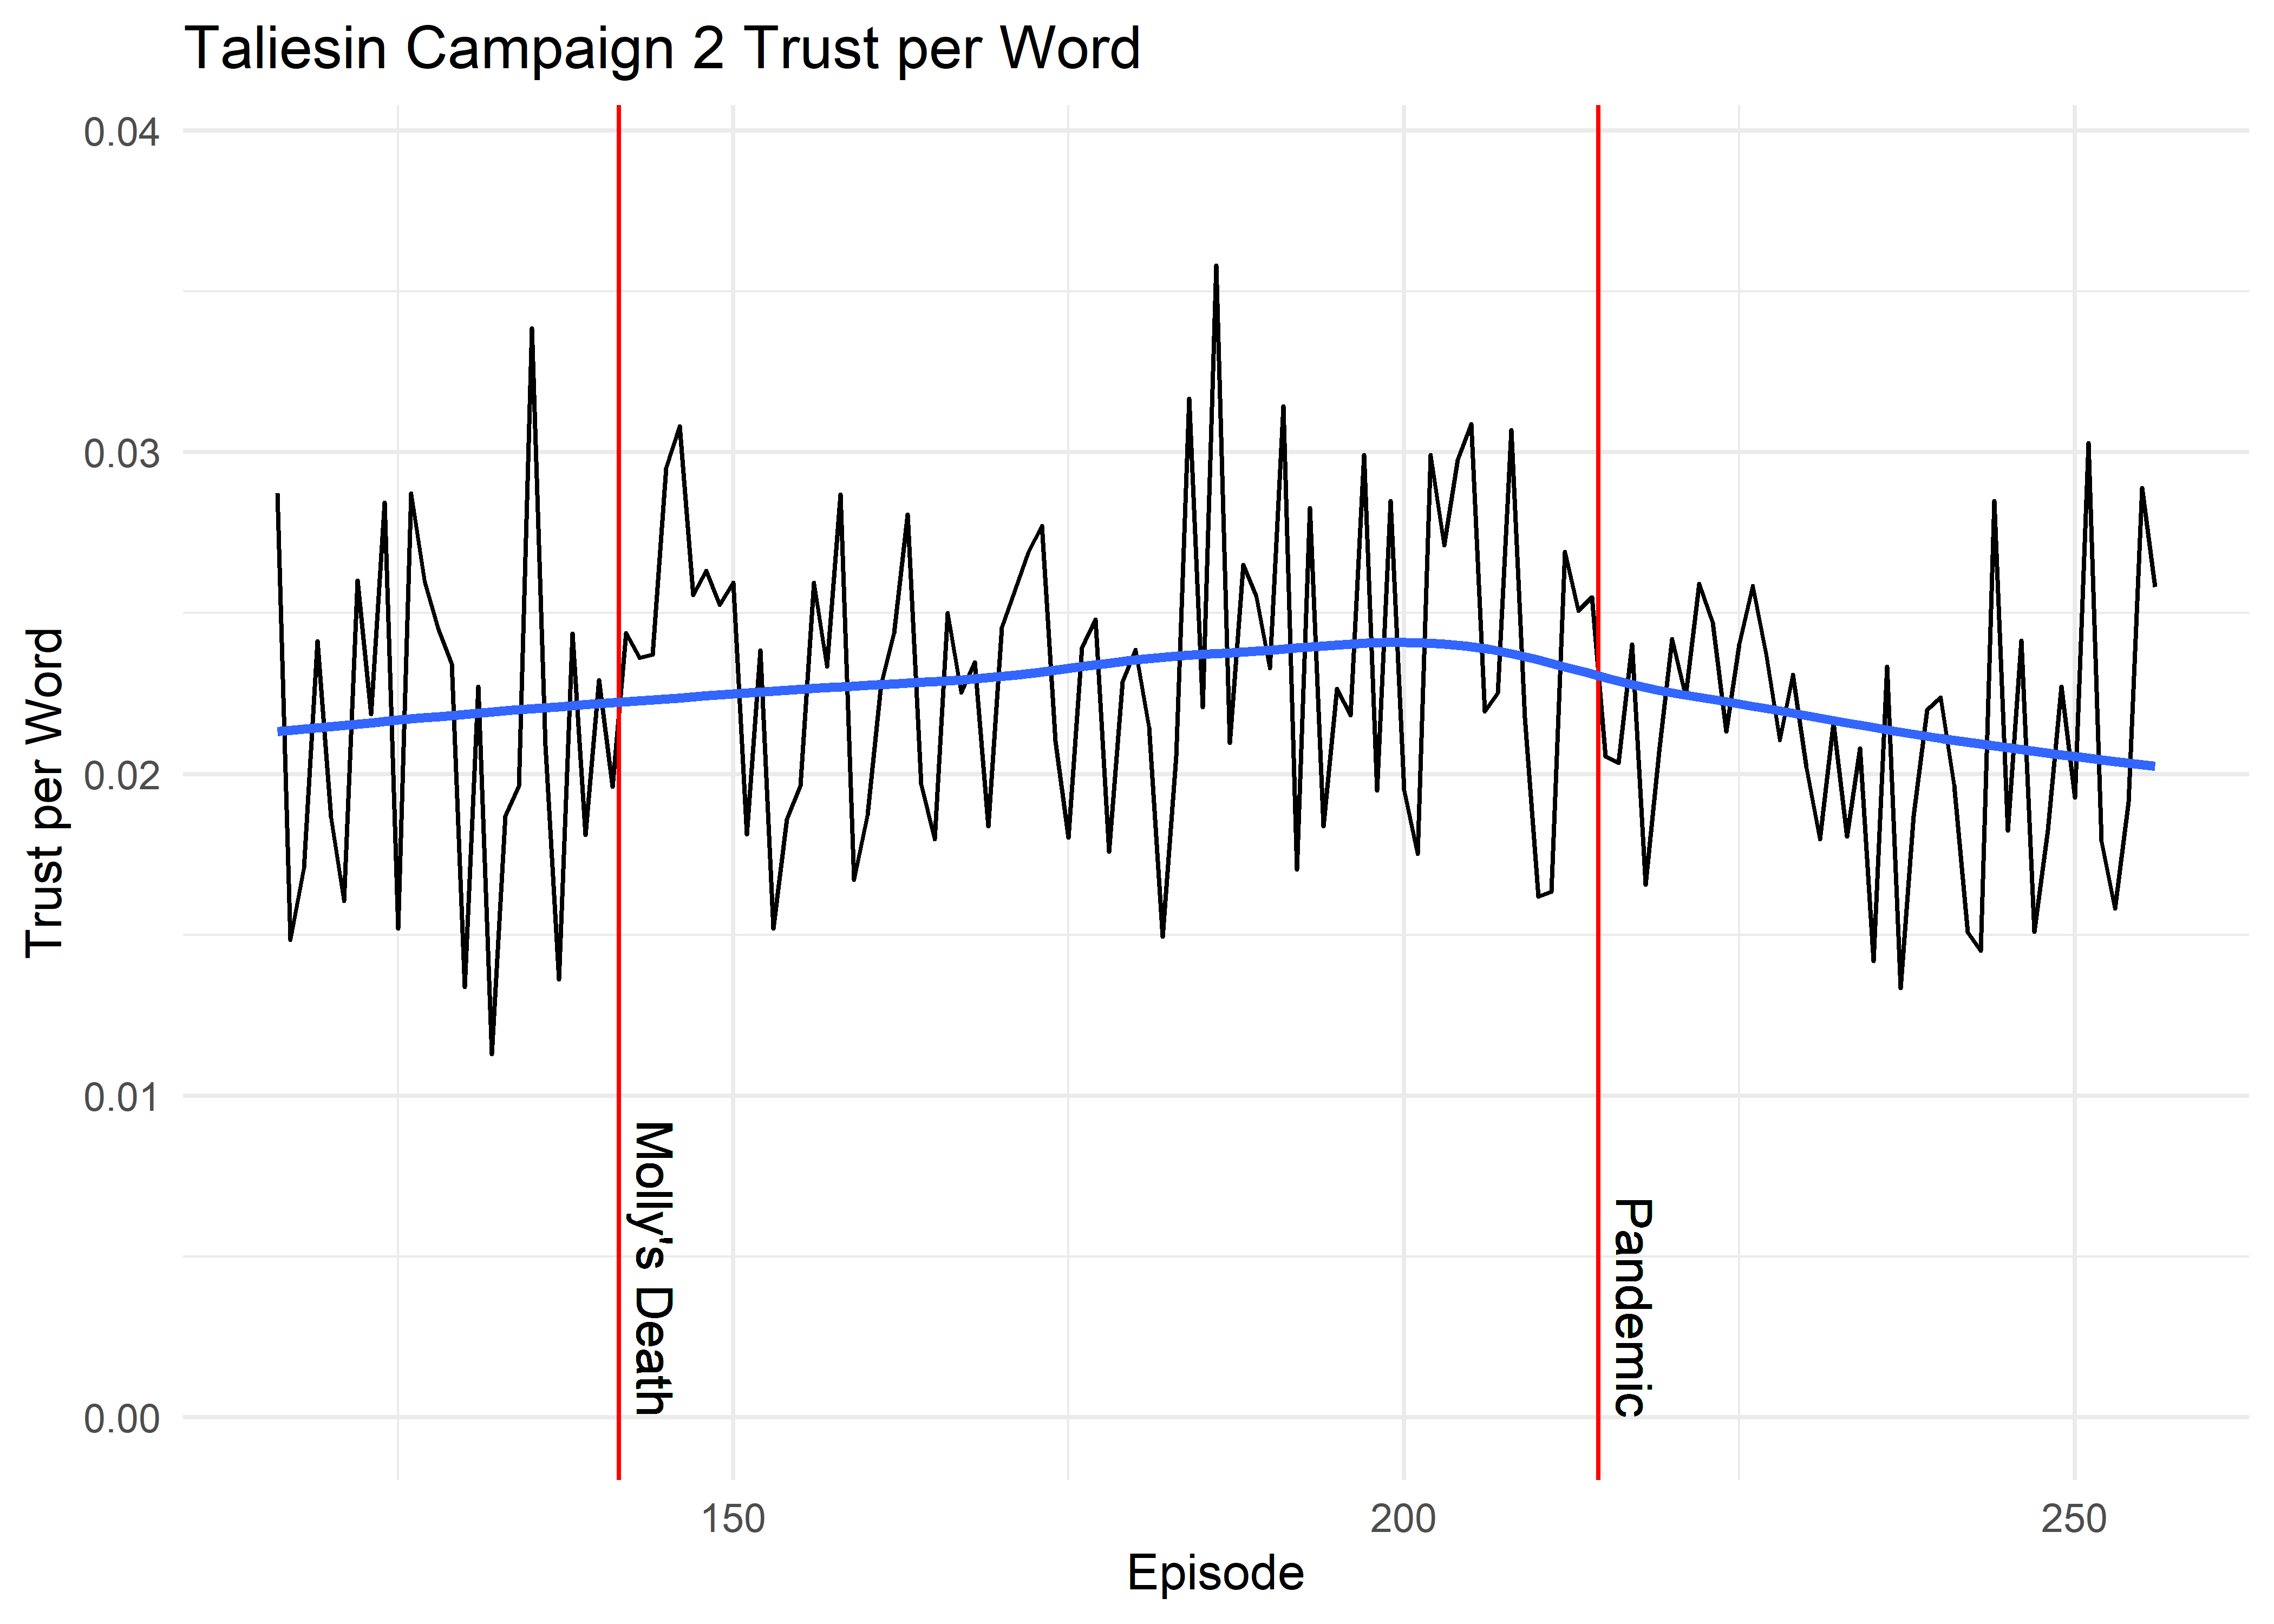 Taliesin Campaign 2 Trust per Word
0.04
0.03
0.02
0.01
0.00
Trust per Word
Molly's Death
Pandemic
150
200
250
Episode